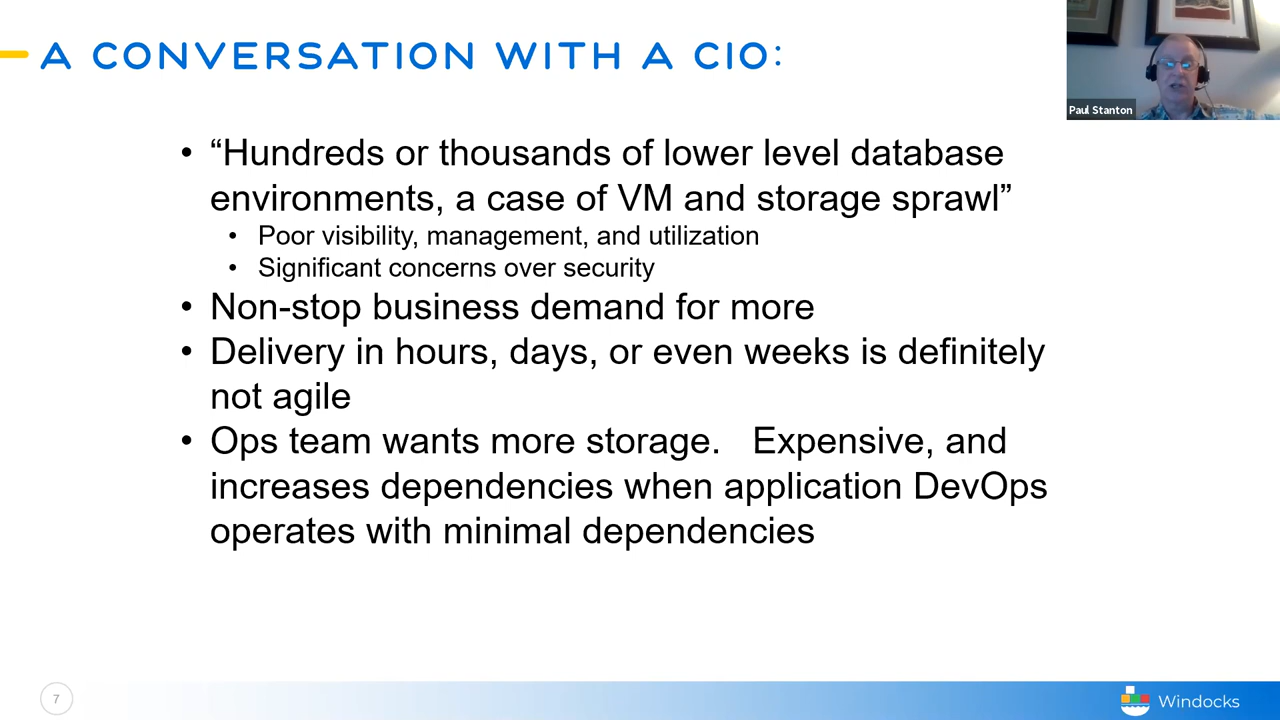 A CONVERSATION WITH A CIO:
Paul Stanton
• “Hundreds or thousands of lower level database
environments, a case of VM and storage sprawl”
• Poor visibility, management, and utilization
• Significant concerns over security
• Non-stop business demand for more
• Delivery in hours, days, or even weeks is definitely
not agile
• Ops team wants more storage.   Expensive, and
increases dependencies when application DevOps
operates with minimal dependencies
7
Windocks